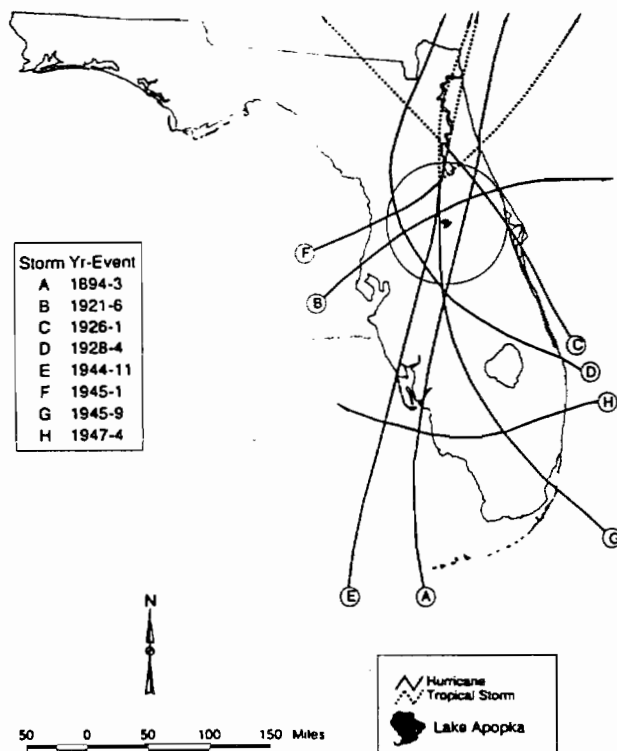 F
B
C
D
H
G
E
A
Storm Yr-Event
A 1894-3
B 1921-6
C 1926-1
D 1928-4
E 1944-11
F 1945-1
G 1945-9
H 1947-4
N
Hurricane
Tropical Storm
Lake Apopka
50 0 50 100 150 Miles